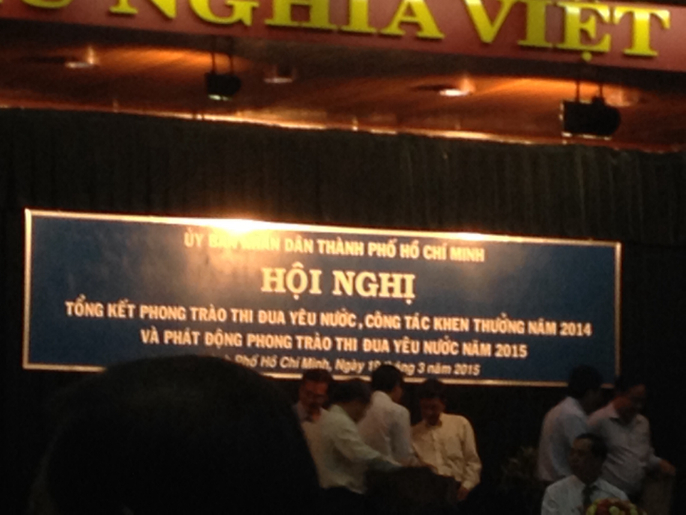 NGHĨA VIỆT
ỦY BAN NHÂN DÂN THÀNH PHỐ HỒ CHÍ MINH
HỘI NGHỊ
TỔNG KẾT PHONG TRÀO THI ĐUA YÊU NƯỚC, CÔNG TÁC KHEN THƯỞNG NĂM 2014
VÀ PHÁT ĐỘNG PHONG TRÀO THI ĐUA YÊU NƯỚC NĂM 2015
Phố Hồ Chí Minh, Ngày tháng 3 năm 2015